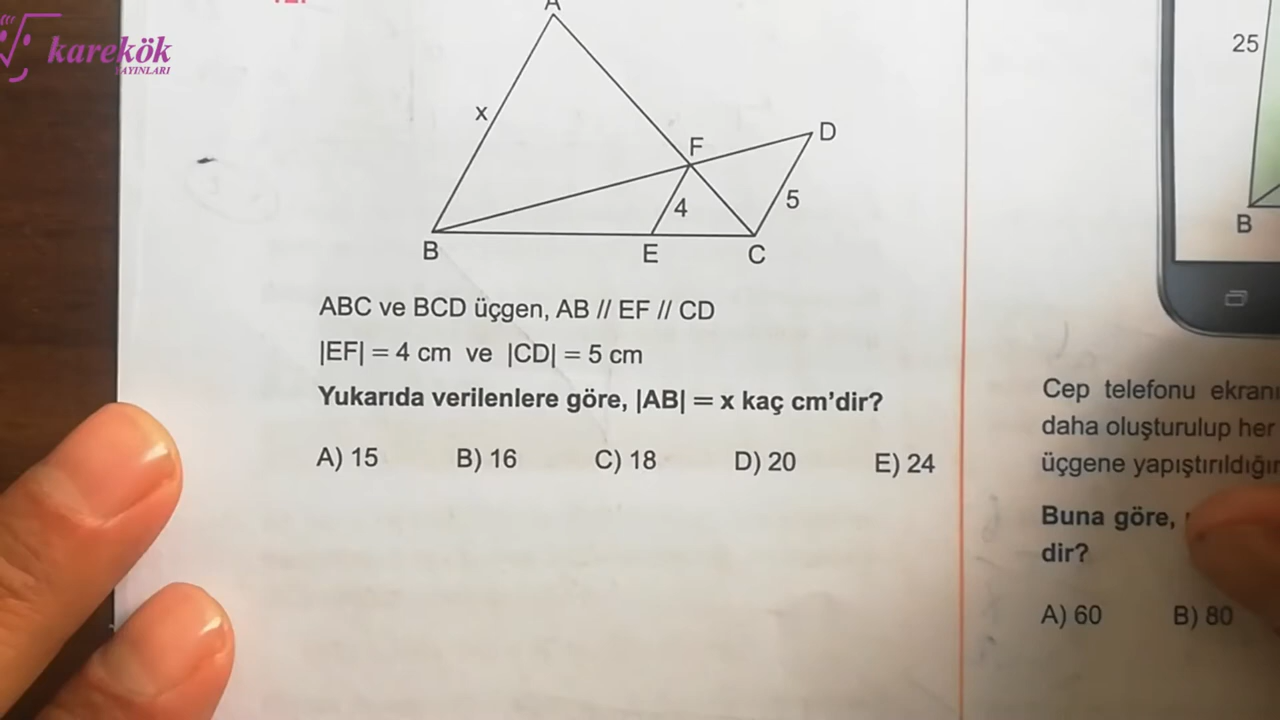 karekök
YAYINLARI
A
x
F
D
4
5
B
E
C
ABC ve BCD üçgen, AB // EF // CD
|EF| = 4 cm ve |CD| = 5 cm
Yukarıda verilenlere göre, |AB| = x kaç cm'dir?
A) 15 B) 16 C) 18 D) 20 E) 24
25
B
Cep telefonu
daha oluşturulup her
üçgene
Buna göre,
dir?
A) 60 B) 80